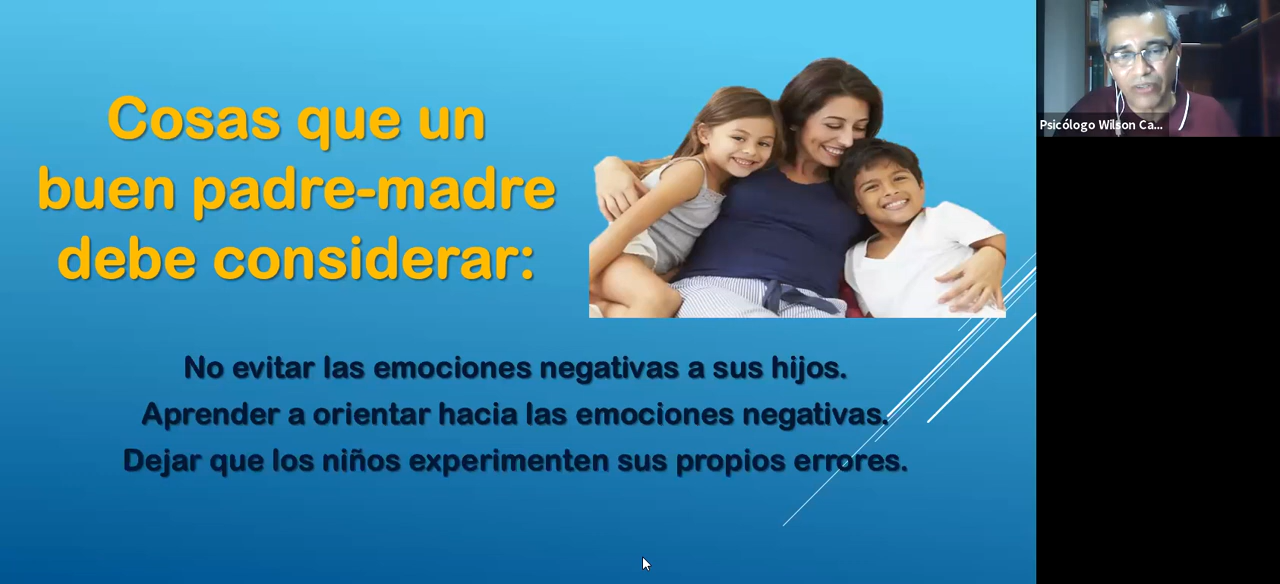 Cosas que un
buen padre-madre
debe considerar:
No evitar las emociones negativas a sus hijos.
Aprender a orientar hacia las emociones negativas.
Dejar que los niños experimenten sus propios errores.
Psicólogo Wilson Ca...